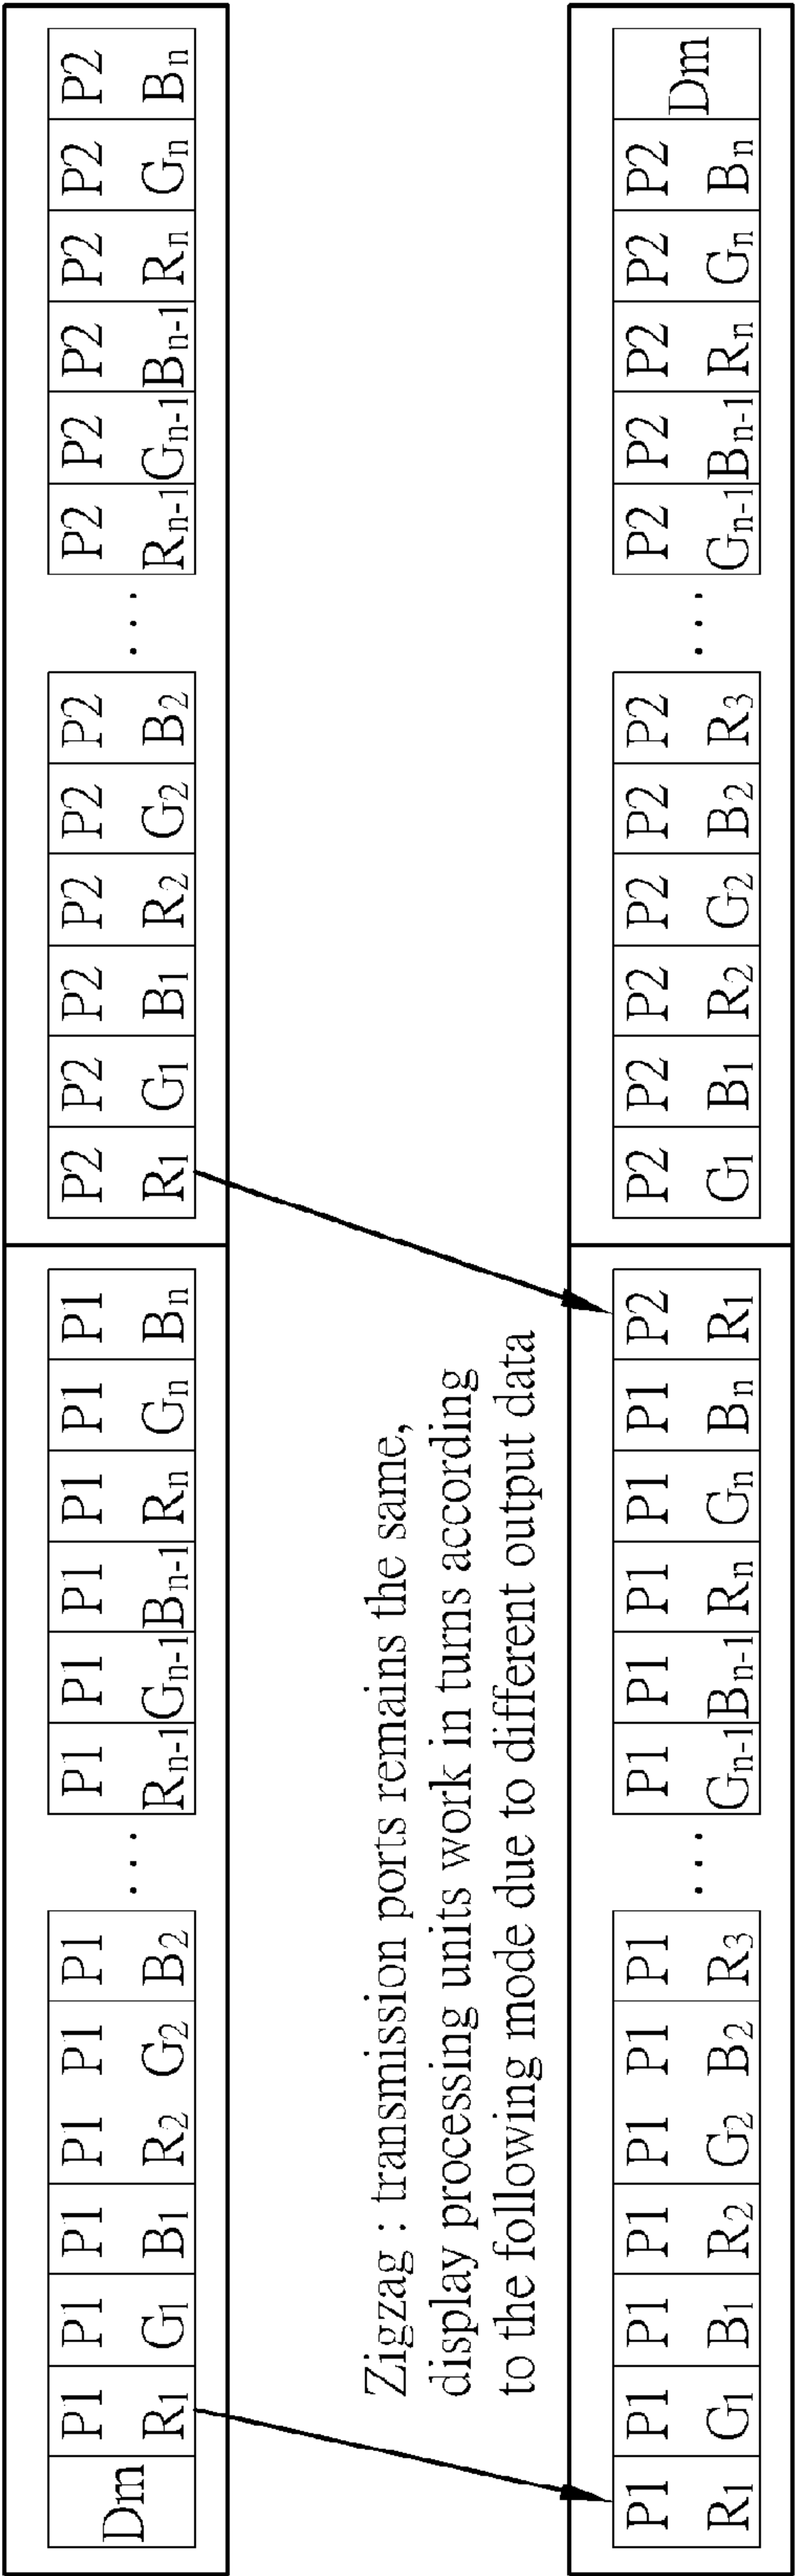 P1 P1 P1 P1 P1 P1 P1 P1 P1 P1 P1 P1 P2 P2 P2 P2 P2 P2 P2 P2 P2 P2 P2 P2
Dm R1 G1 B1 R2 G2 B2 ... Rn-1 Gn-1 Bn-1 Rn Gn Bn R1 G1 B1 R2 G2 B2 ... Rn-1 Gn-1 Bn-1 Rn Gn Bn
Zigzag : transmission ports remains the same,
display processing units work in turns according
to the following mode due to different output data
P1 P1 P1 P1 P1 P1 P1 P1 P1 P1 P1 P1 P2 P2 P2 P2 P2 P2 P2 P2 P2 P2 P2 P2
R1 G1 B1 R2 G2 B2 R3 ... Gn-1 Bn-1 Rn Gn Bn R1 G1 B1 R2 G2 B2 R3 ... Gn-1 Bn-1 Rn Gn Bn Dm